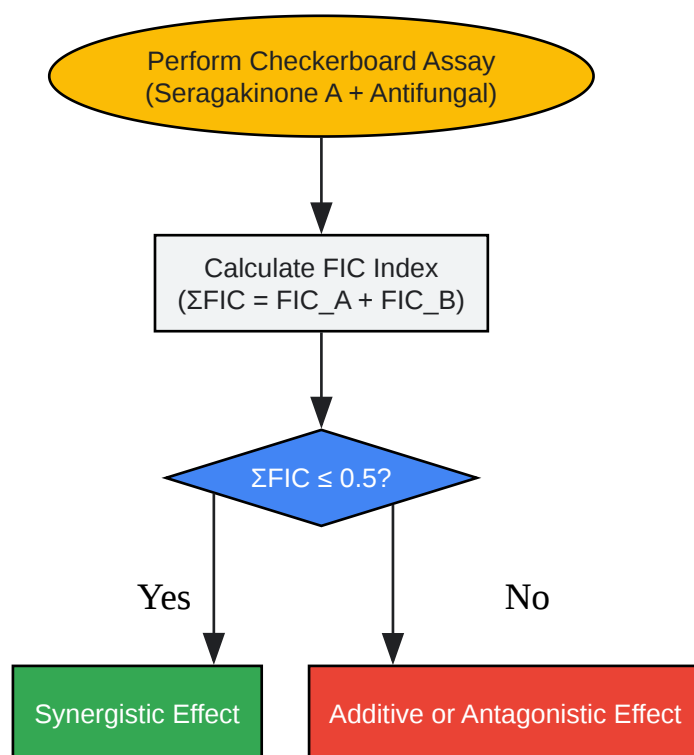 Perform Checkerboard Assay
(Seragakinone A + Antifungal)
Calculate FIC Index
(ΣFIC = FIC_A + FIC_B)
ΣFIC ≤ 0.5?
Yes
No
Synergistic Effect
Additive or Antagonistic Effect